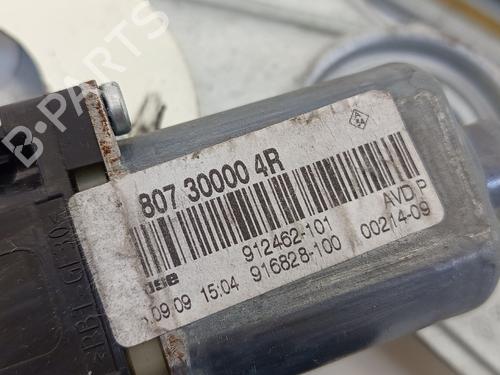 B-PARTS
807 30000 4R
912462-101 AVD P
916828-100 00214-09
09:09 15:04